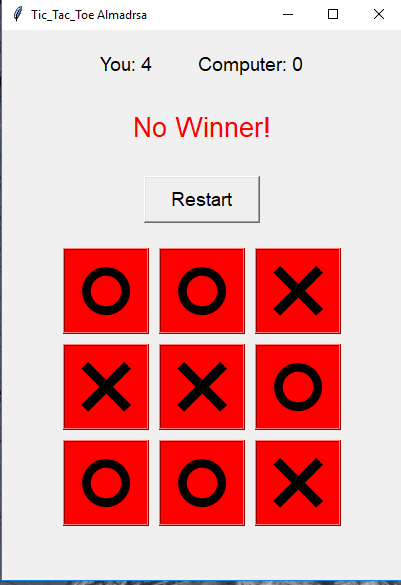 Tic_Tac_Toe Almadrsa
You: 4 Computer: 0
No Winner!
Restart
O O X
X X O
O O X